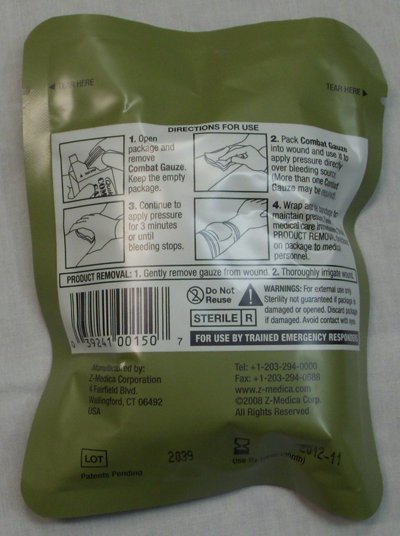 TEAR HERE
TEAR HERE
DIRECTIONS FOR USE
1. Open
package and
remove
Combat Gauze.
Keep the empty
package.
2. Pack Combat Gauze
into wound and use it to
apply pressure directly
over bleeding source.
(More than one Combat
Gauze may be required)
3. Continue to
apply pressure
for 3 minutes
or until
bleeding stops.
4. Wrap
maintain
medical care
PRODUCT REMOVAL
on package to medical
personnel.
PRODUCT REMOVAL: 1. Gently remove gauze from wound. 2. Thoroughly irrigate wound.
Do Not
Reuse
STERILE R
WARNINGS: For external use only.
Sterility not guaranteed if package is
damaged or opened. Discard package
if damaged. Avoid contact with eyes.
FOR USE BY TRAINED EMERGENCY RESPONDERS
0 39241 00150 7
Manufactured by:
Z-Medica Corporation
4 Fairfield Blvd.
Wallingford, CT 06492
USA
Tel: +1-203-294-0000
Fax: +1-203-294-0688
www.z-medica.com
©2008 Z-Medica Corp.
All Rights Reserved
LOT 2039
Patents Pending
Use By 2012-11